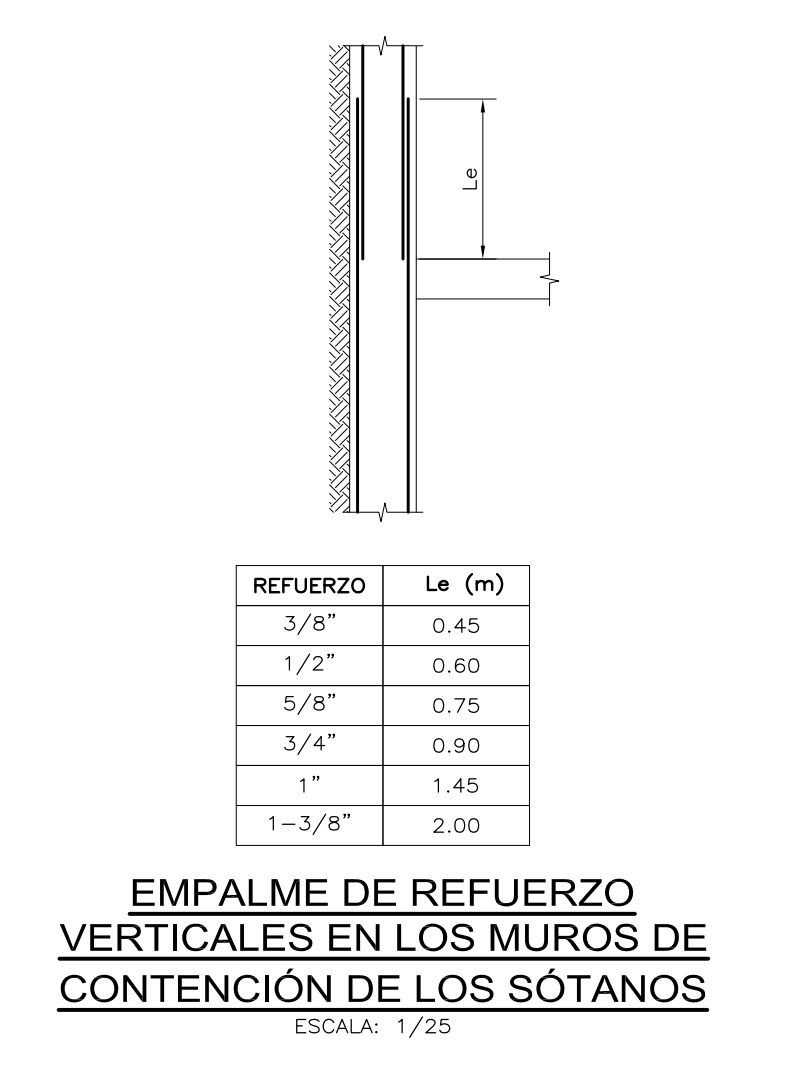 Le
REFUERZO Le (m)
3/8” 0.45
1/2” 0.60
5/8” 0.75
3/4” 0.90
1” 1.45
1-3/8” 2.00
EMPALME DE REFUERZO
VERTICALES EN LOS MUROS DE
CONTENCIÓN DE LOS SÓTANOS
ESCALA: 1/25